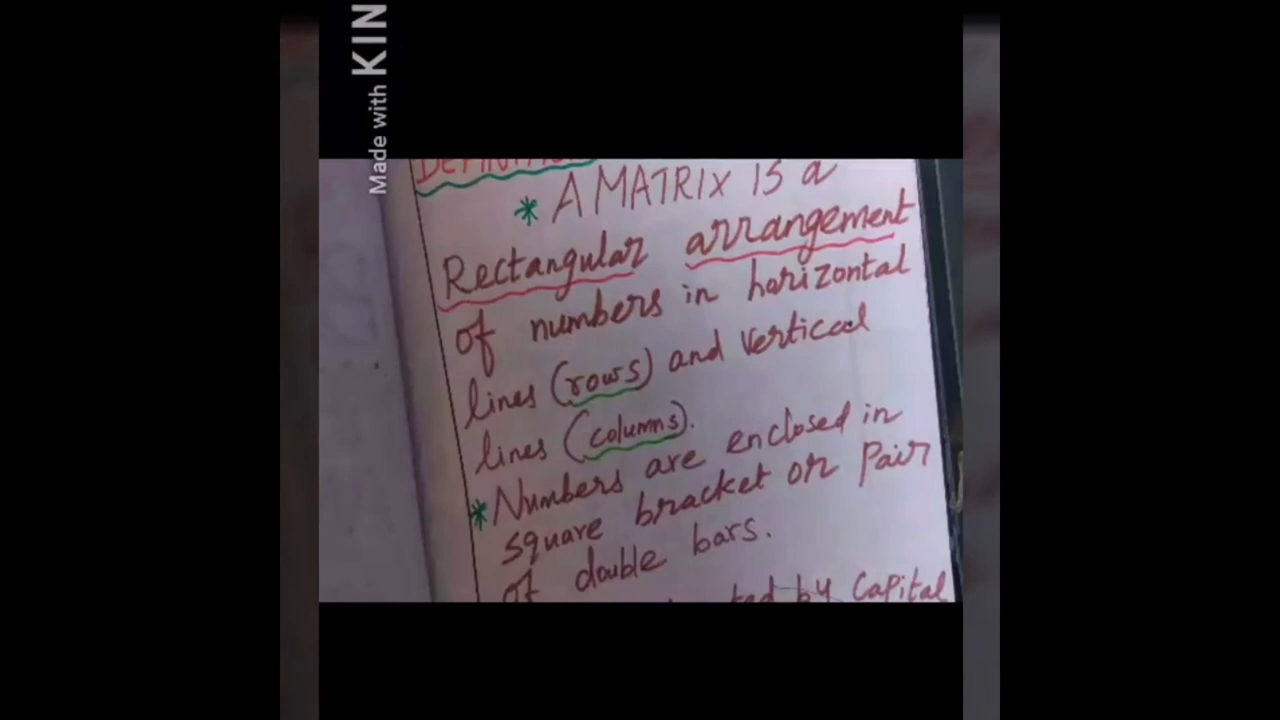 Made with KIN
DEFINITION
* A MATRIX IS a
Rectangular arrangement
of numbers in horizontal
lines (rows) and vertical
lines (columns).
* Numbers are enclosed in
square bracket or Pair
of double bars.
by Capital